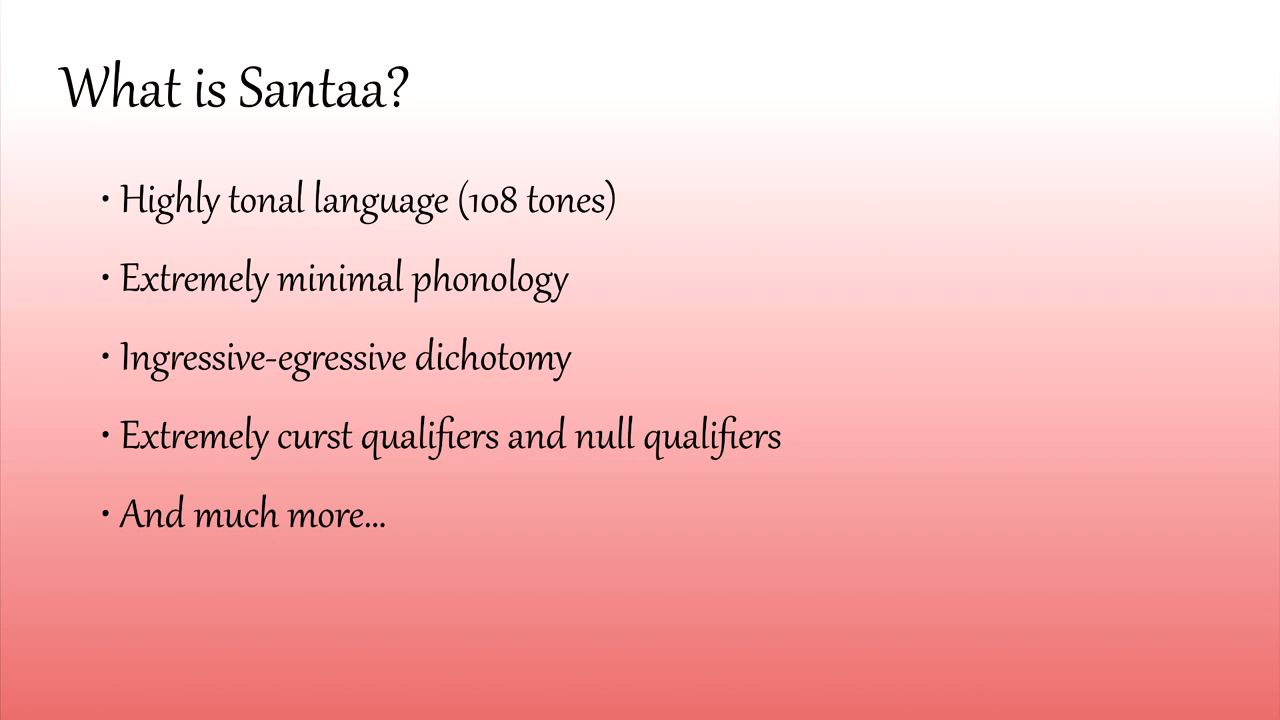 What is Santaa?
• Highly tonal language (108 tones)
• Extremely minimal phonology
• Ingressive-egressive dichotomy
• Extremely curst qualifiers and null qualifiers
• And much more...